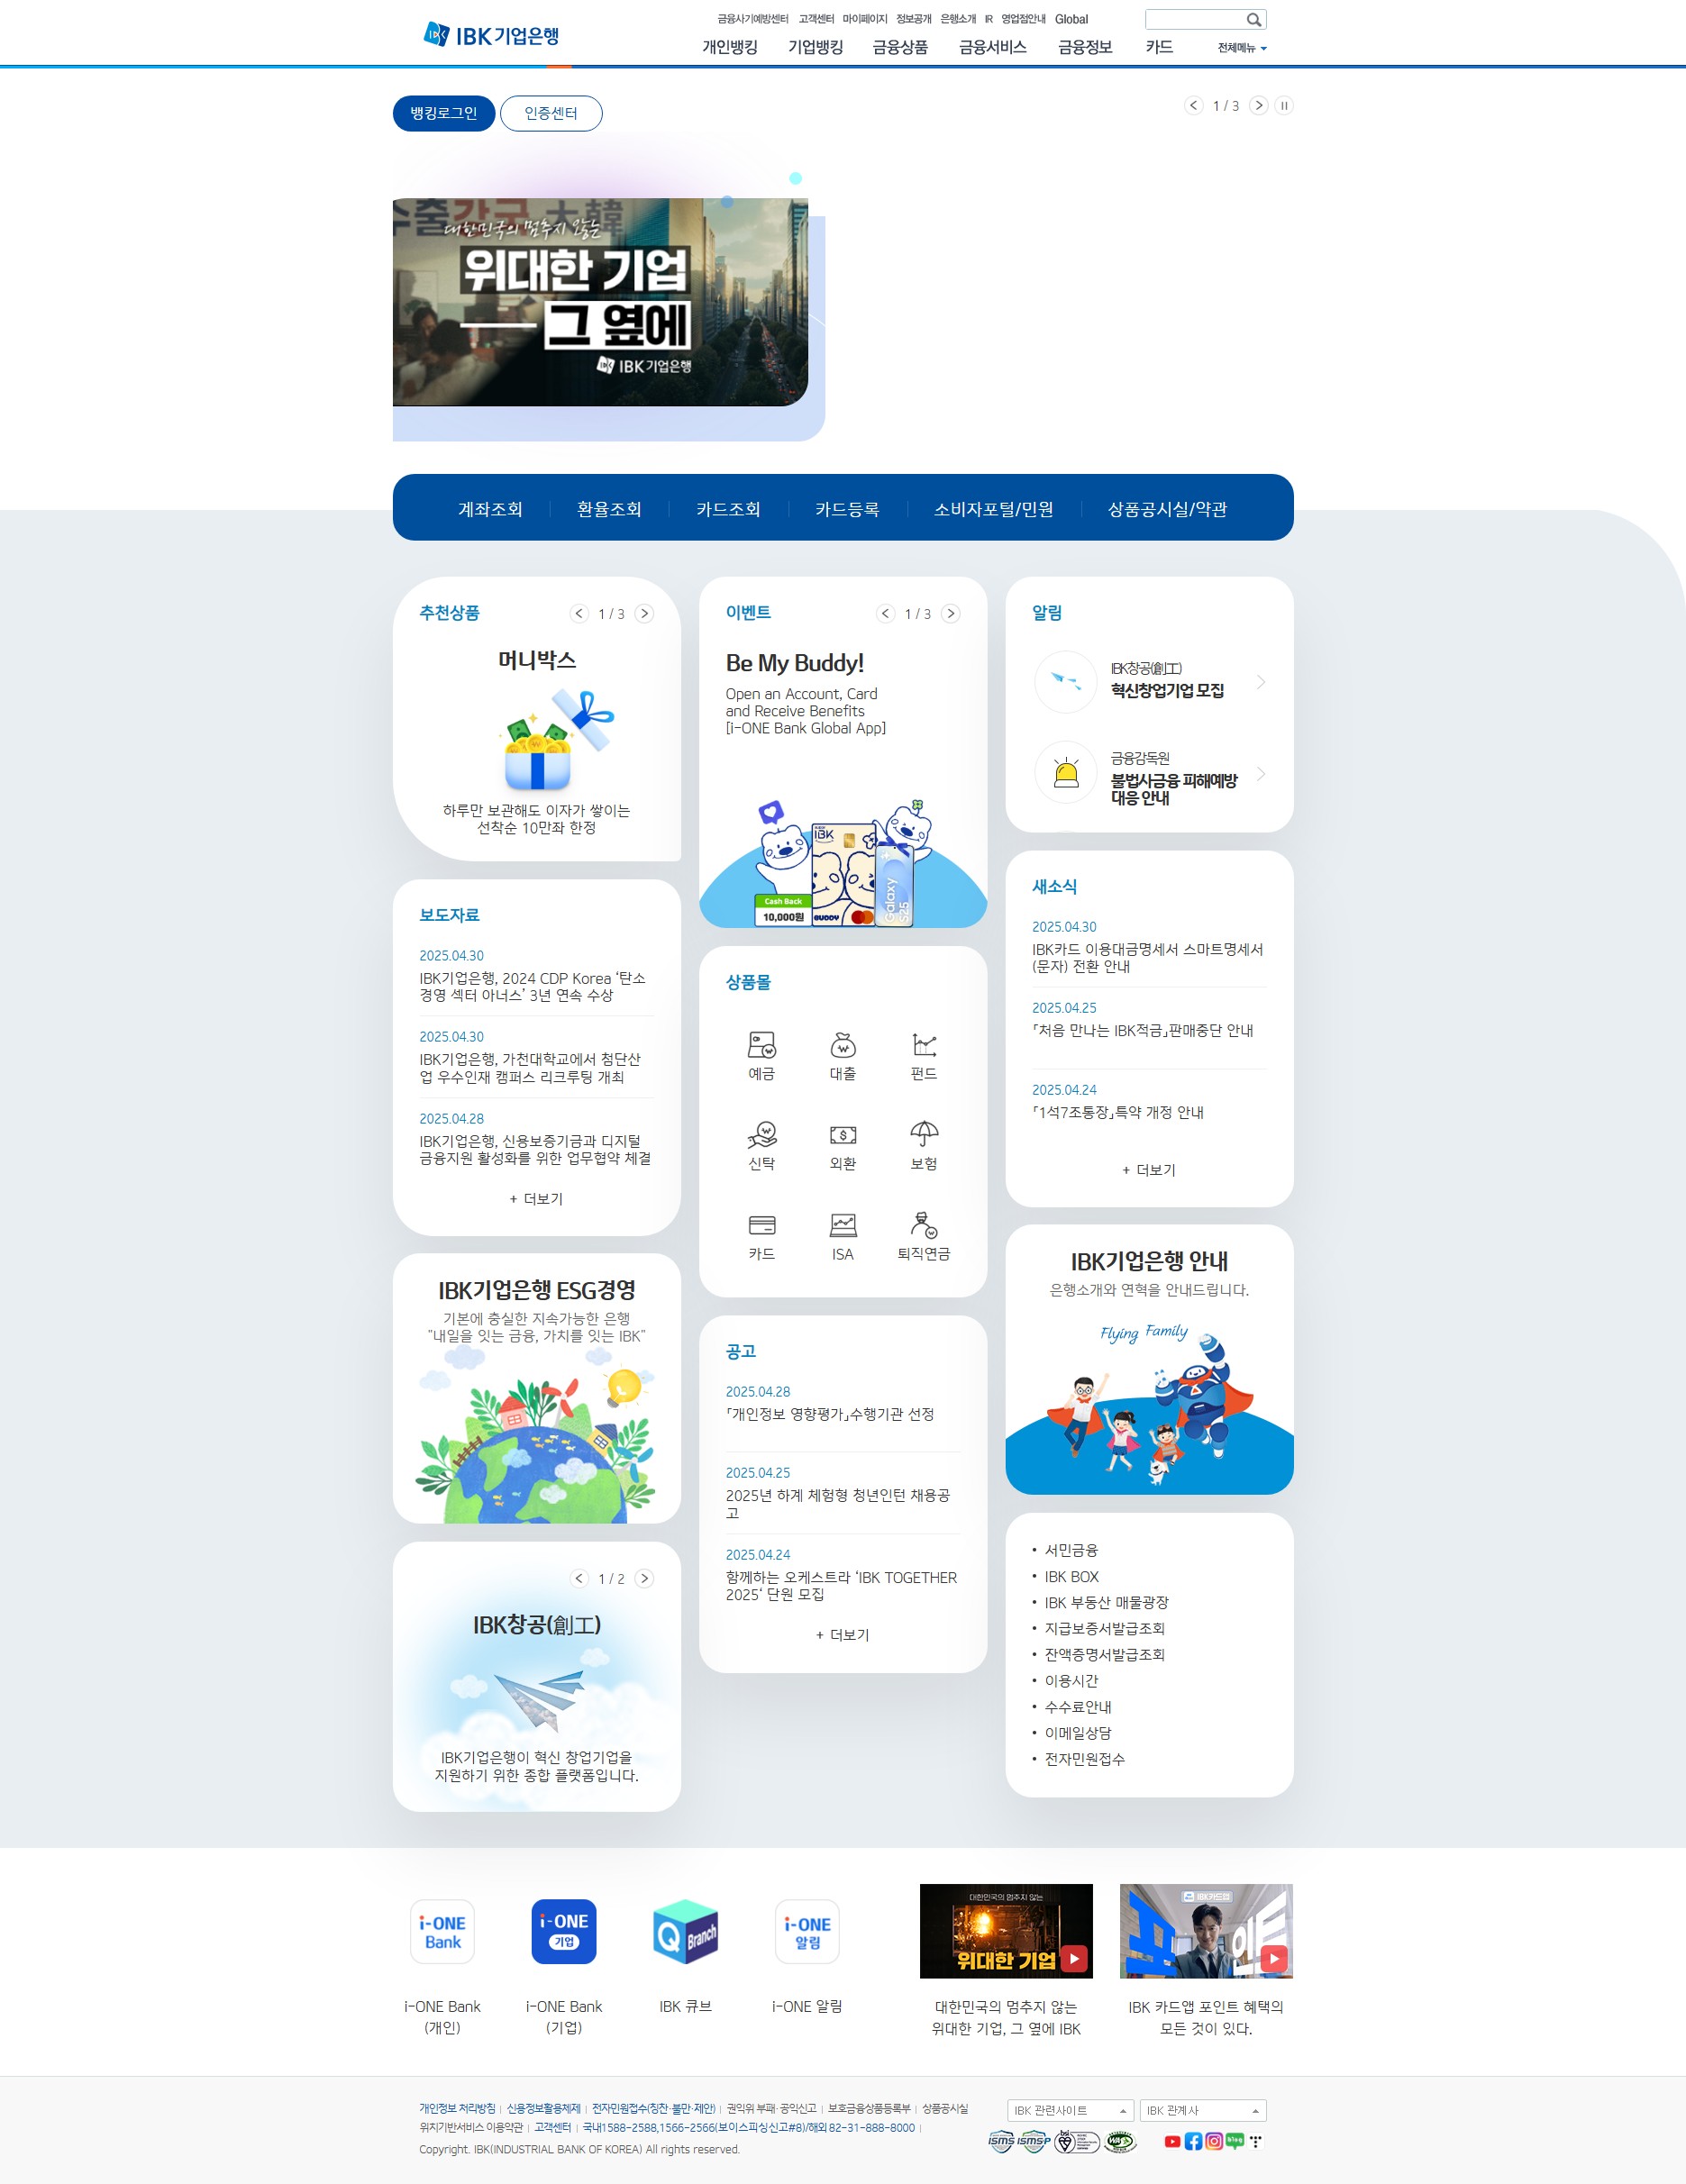 IBK기업은행
금융사기예방센터 고객센터 마이페이지 정보공개 은행소개 IR 영업점안내 Global
개인뱅킹 기업뱅킹 금융상품 금융서비스 금융정보 카드 전체메뉴
뱅킹로그인 인증센터
1 / 3
수출강국 大韓
대한민국의 멈추지 않는
위대한 기업
그 옆에
IBK기업은행
계좌조회 환율조회 카드조회 카드등록 소비자포털/민원 상품공시실/약관
추천상품
1 / 3
머니박스
하루만 보관해도 이자가 쌓이는
선착순 10만좌 한정
보도자료
2025.04.30
IBK기업은행, 2024 CDP Korea ‘탄소
경영 섹터 아너스’ 3년 연속 수상
2025.04.30
IBK기업은행, 가천대학교에서 첨단산
업 우수인재 캠퍼스 리크루팅 개최
2025.04.28
IBK기업은행, 신용보증기금과 디지털
금융지원 활성화를 위한 업무협약 체결
+ 더보기
IBK기업은행 ESG경영
기본에 충실한 지속가능한 은행
"내일을 잇는 금융, 가치를 잇는 IBK"
1 / 2
IBK창공(創工)
IBK기업은행이 혁신 창업기업을
지원하기 위한 종합 플랫폼입니다.
이벤트
1 / 3
Be My Buddy!
Open an Account, Card
and Receive Benefits
[i-ONE Bank Global App]
IBK
Cash Back
10,000원
BUDDY
Galaxy
S25
상품몰
예금 대출 펀드
신탁 외환 보험
카드 ISA 퇴직연금
공고
2025.04.28
「개인정보 영향평가」수행기관 선정
2025.04.25
2025년 하계 체험형 청년인턴 채용공
고
2025.04.24
함께하는 오케스트라 ‘IBK TOGETHER
2025‘ 단원 모집
+ 더보기
알림
IBK창공(創工)
혁신창업기업 모집
금융감독원
불법사금융 피해예방
대응 안내
새소식
2025.04.30
IBK카드 이용대금명세서 스마트명세서
(문자) 전환 안내
2025.04.25
「처음 만나는 IBK적금」판매중단 안내
2025.04.24
「1석7조통장」특약 개정 안내
+ 더보기
IBK기업은행 안내
은행소개와 연혁을 안내드립니다.
Flying Family
• 서민금융
• IBK BOX
• IBK 부동산 매물광장
• 지급보증서발급조회
• 잔액증명서발급조회
• 이용시간
• 수수료안내
• 이메일상담
• 전자민원접수
i-ONE
Bank
i-ONE
기업
Q Branch
i-ONE
알림
i-ONE Bank
(개인)
i-ONE Bank
(기업)
IBK 큐브
i-ONE 알림
대한민국의 멈추지 않는
위대한 기업
대한민국의 멈추지 않는
위대한 기업, 그 옆에 IBK
IBK카드앱
포인트
IBK 카드앱 포인트 혜택의
모든 것이 있다.
개인정보 처리방침 신용정보활용체제 전자민원접수(칭찬·불만·제안) 권익위 부패·공익신고 보호금융상품등록부 상품공시실
위치기반서비스 이용약관 고객센터 국내1588-2588,1566-2566(보이스피싱신고#8)/해외 82-31-888-8000
Copyright. IBK(INDUSTRIAL BANK OF KOREA) All rights reserved.
IBK 관련사이트 IBK 관계사
ISMS ISMS-P WA blog